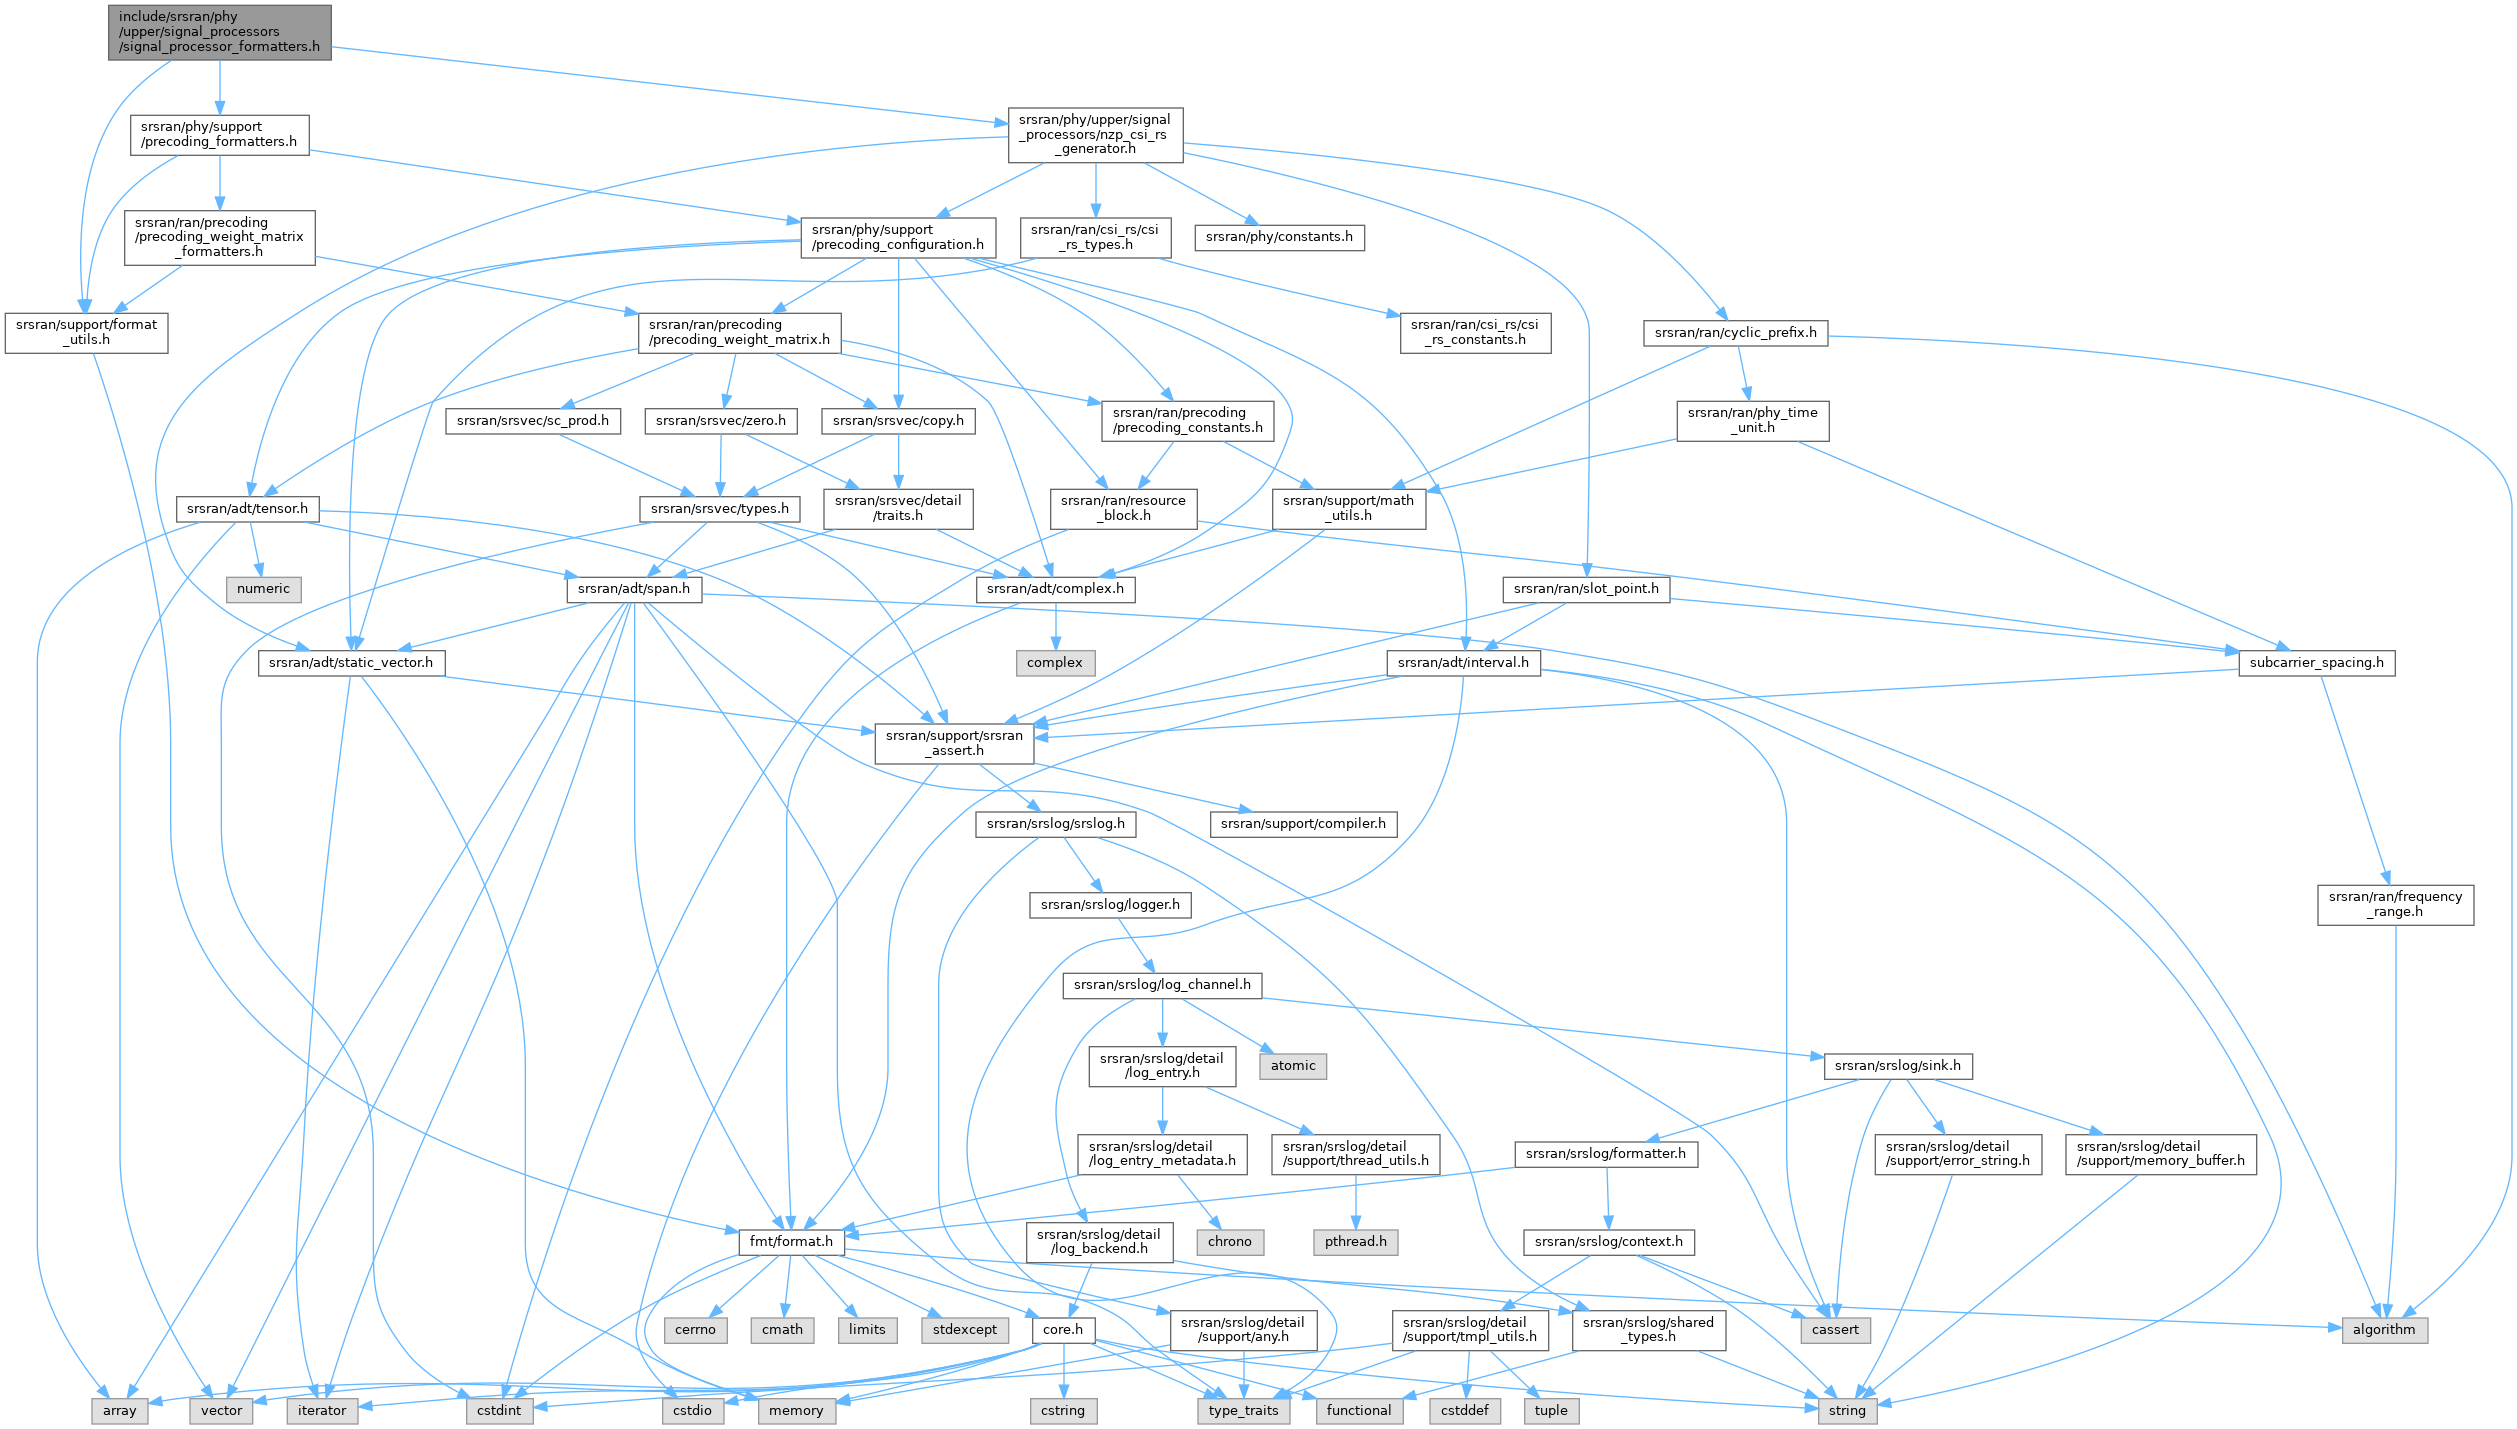 include/srsran/phy
/upper/signal_processors
/signal_processor_formatters.h
srsran/phy/support
/precoding_formatters.h
srsran/phy/upper/signal
_processors/nzp_csi_rs
_generator.h
srsran/ran/precoding
/precoding_weight_matrix
_formatters.h
srsran/phy/support
/precoding_configuration.h
srsran/ran/csi_rs/csi
_rs_types.h
srsran/phy/constants.h
srsran/support/format
_utils.h
srsran/ran/precoding
/precoding_weight_matrix.h
srsran/ran/csi_rs/csi
_rs_constants.h
srsran/ran/cyclic_prefix.h
srsran/srsvec/sc_prod.h
srsran/srsvec/zero.h
srsran/srsvec/copy.h
srsran/ran/precoding
/precoding_constants.h
srsran/ran/phy_time
_unit.h
srsran/adt/tensor.h
srsran/srsvec/types.h
srsran/srsvec/detail
/traits.h
srsran/ran/resource
_block.h
srsran/support/math
_utils.h
numeric
srsran/adt/span.h
srsran/adt/complex.h
srsran/ran/slot_point.h
srsran/adt/static_vector.h
complex
srsran/adt/interval.h
subcarrier_spacing.h
srsran/support/srsran
_assert.h
srsran/srslog/srslog.h
srsran/support/compiler.h
srsran/srslog/logger.h
srsran/ran/frequency
_range.h
srsran/srslog/log_channel.h
srsran/srslog/detail
/log_entry.h
atomic
srsran/srslog/sink.h
srsran/srslog/detail
/log_entry_metadata.h
srsran/srslog/detail
/support/thread_utils.h
srsran/srslog/formatter.h
srsran/srslog/detail
/support/error_string.h
srsran/srslog/detail
/support/memory_buffer.h
fmt/format.h
srsran/srslog/detail
/log_backend.h
chrono
pthread.h
srsran/srslog/context.h
cerrno
cmath
limits
stdexcept
core.h
srsran/srslog/detail
/support/any.h
srsran/srslog/detail
/support/tmpl_utils.h
srsran/srslog/shared
_types.h
cassert
algorithm
array
vector
iterator
cstdint
cstdio
memory
cstring
type_traits
functional
cstddef
tuple
string